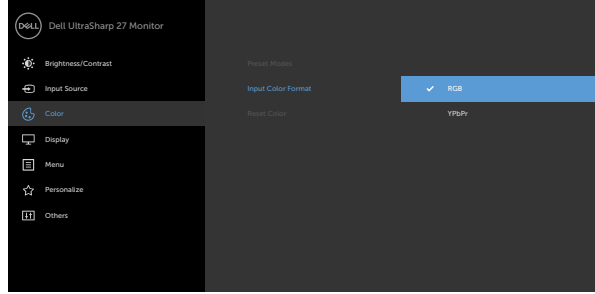 DELL Dell UltraSharp 27 Monitor
Brightness/Contrast
Preset Modes
Input Source
Input Color Format
✓ RGB
Color
Reset Color
YPbPr
Display
Menu
Personalize
Others